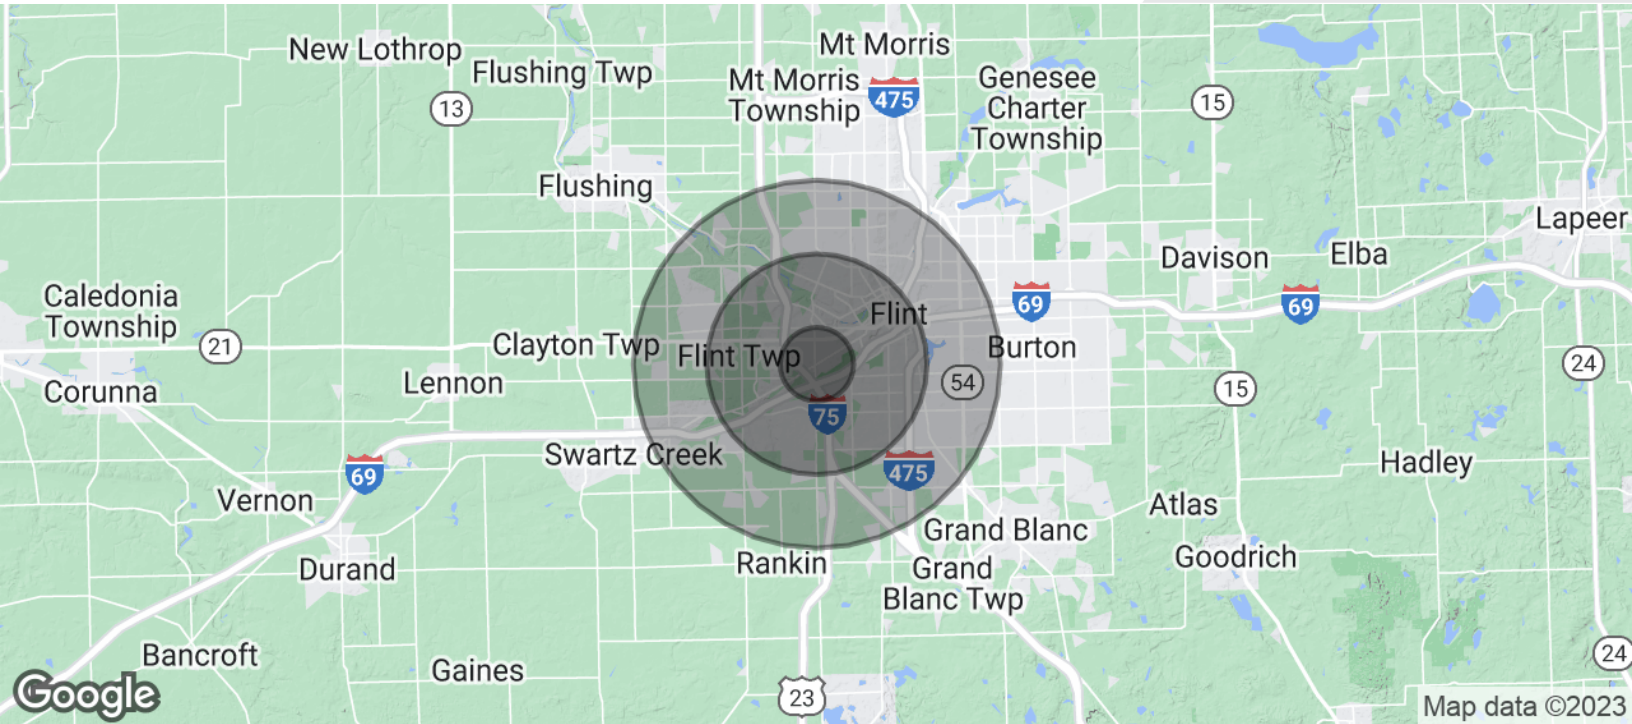 New Lothrop
Mt Morris
Flushing Twp
Mt Morris
Township
475
Genesee
Charter
Township
13
15
Flushing
Lapeer
Davison
Elba
Caledonia
Township
Flint
69
69
21
Clayton Twp
Flint Twp
Burton
24
Corunna
Lennon
54
15
75
Swartz Creek
475
69
Hadley
Vernon
Atlas
Grand Blanc
Rankin
Goodrich
Durand
Grand
Blanc Twp
Bancroft
24
Gaines
23
Google
Map data ©2023